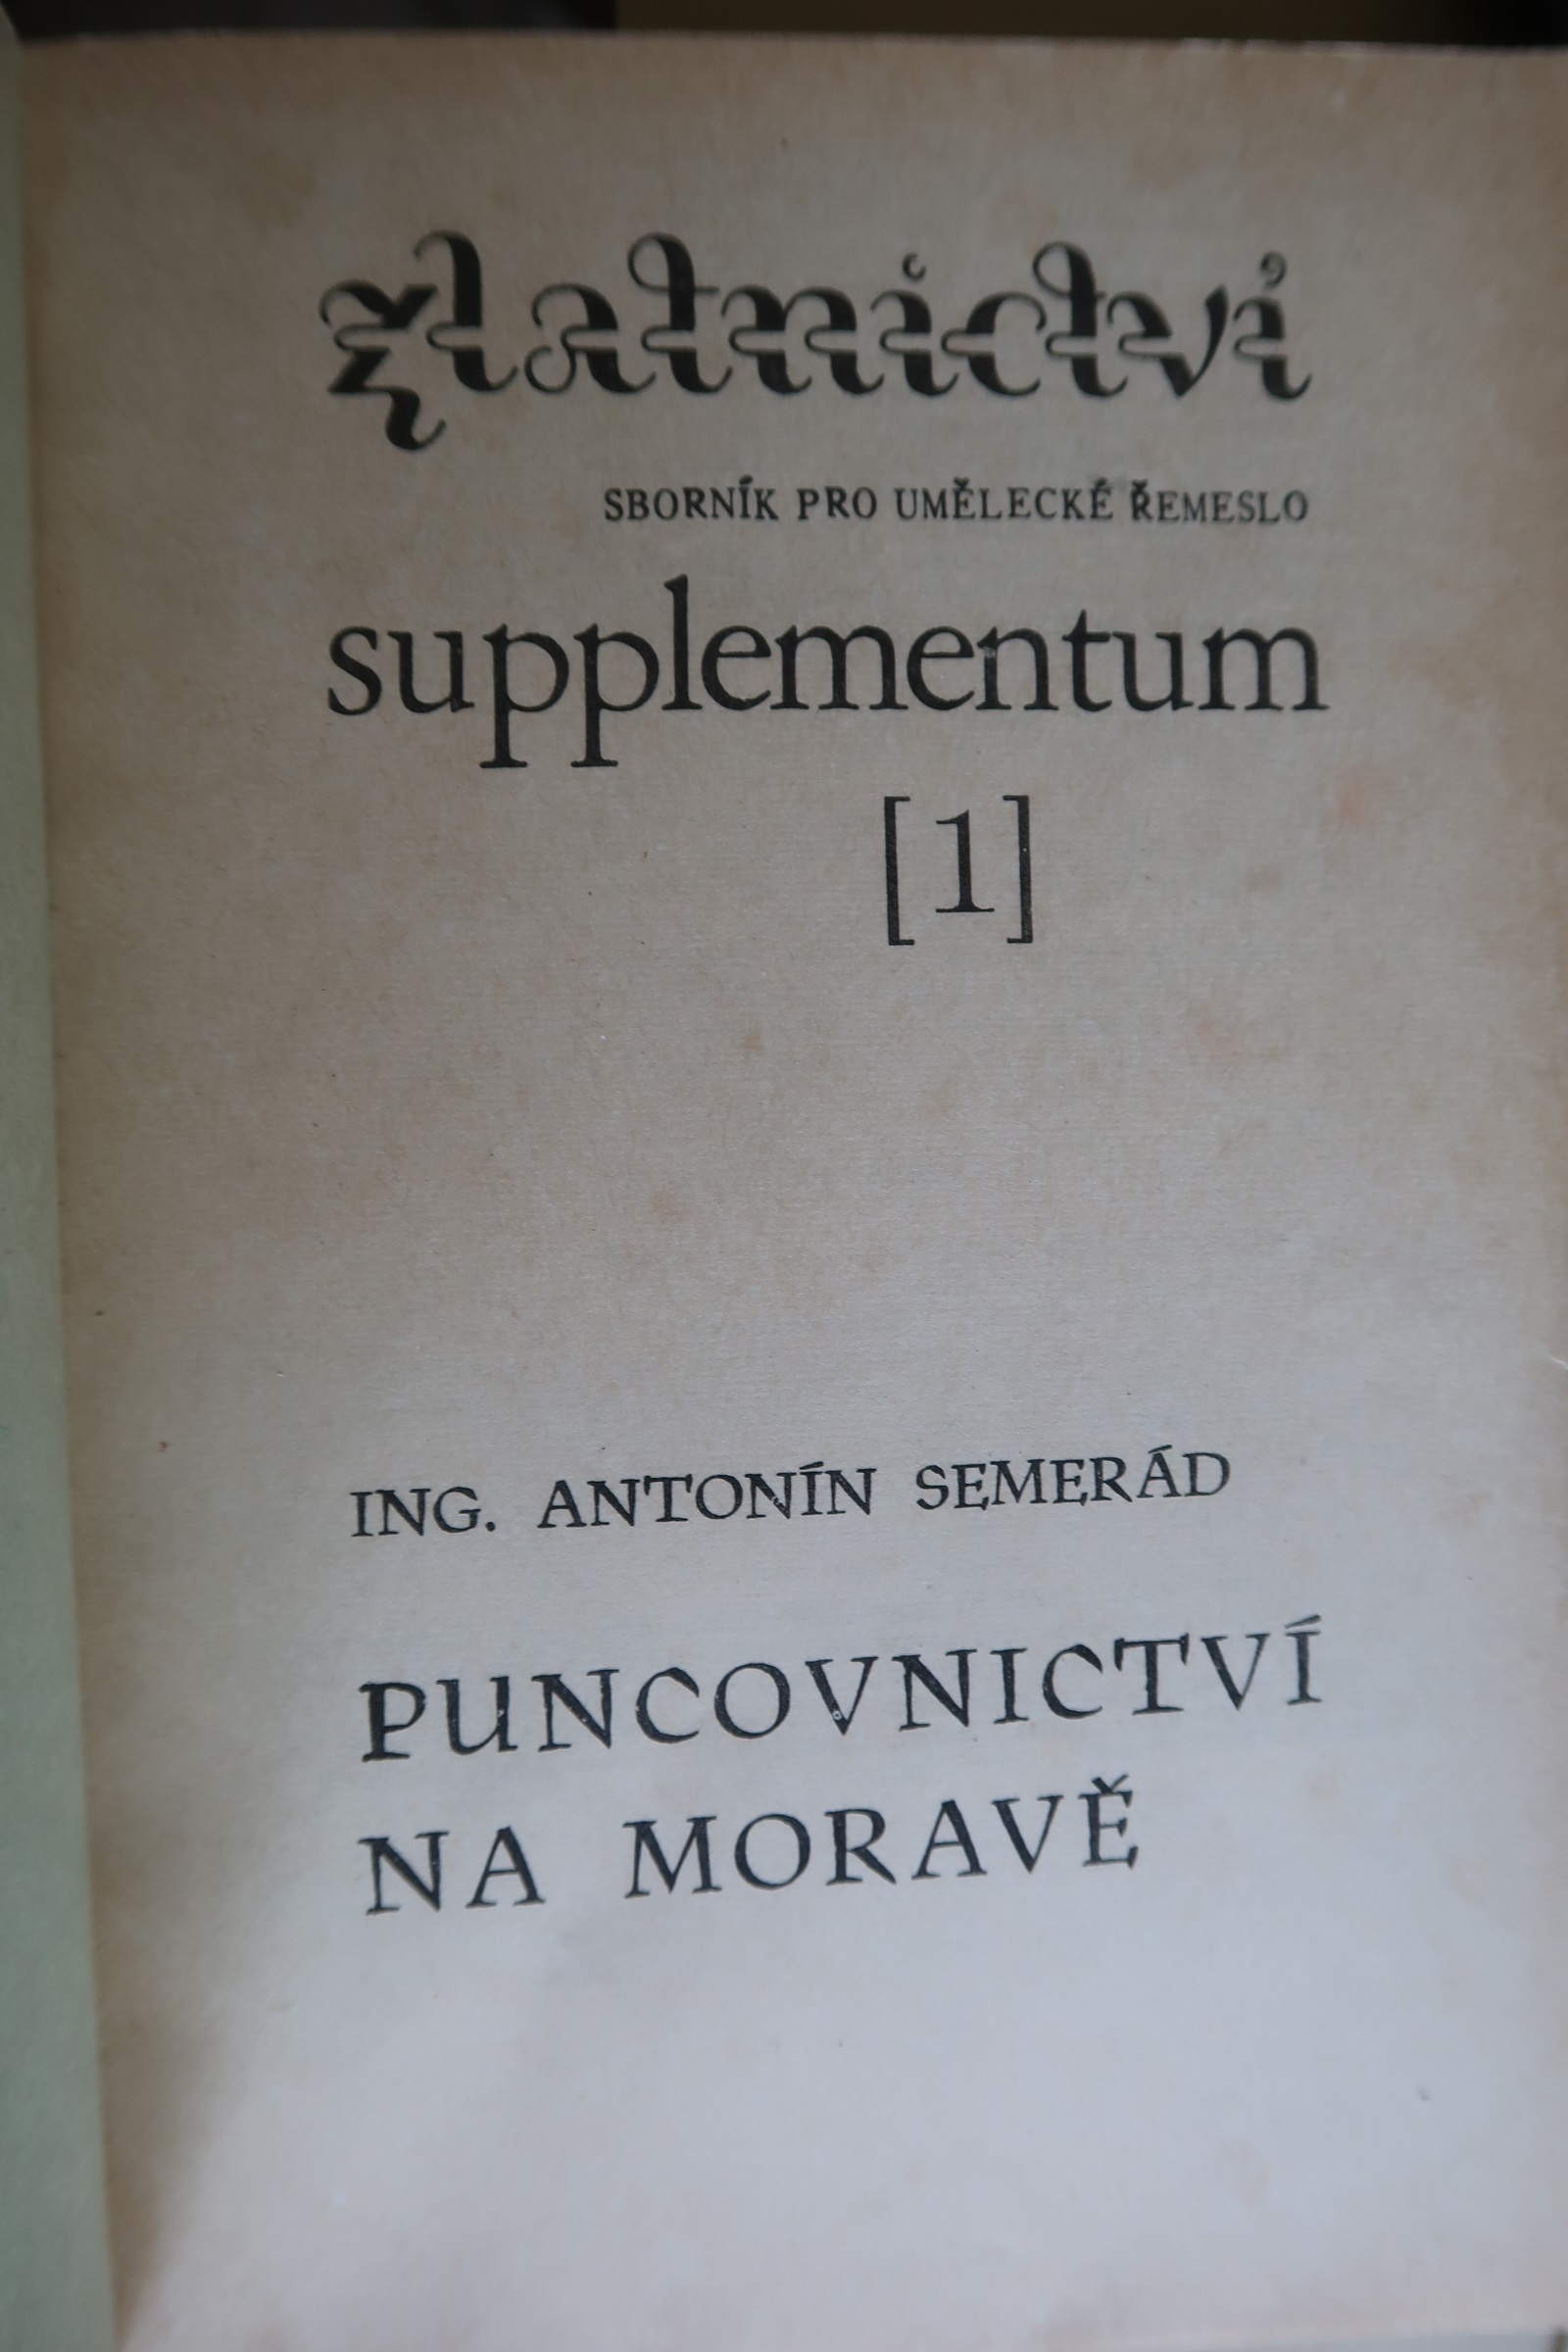 zlatnictví
SBORNÍK PRO UMĚLECKÉ ŘEMESLO
supplementum
[1]
ING. ANTONÍN SEMERÁD
PUNCOVNICTVÍ
NA MORAVĚ